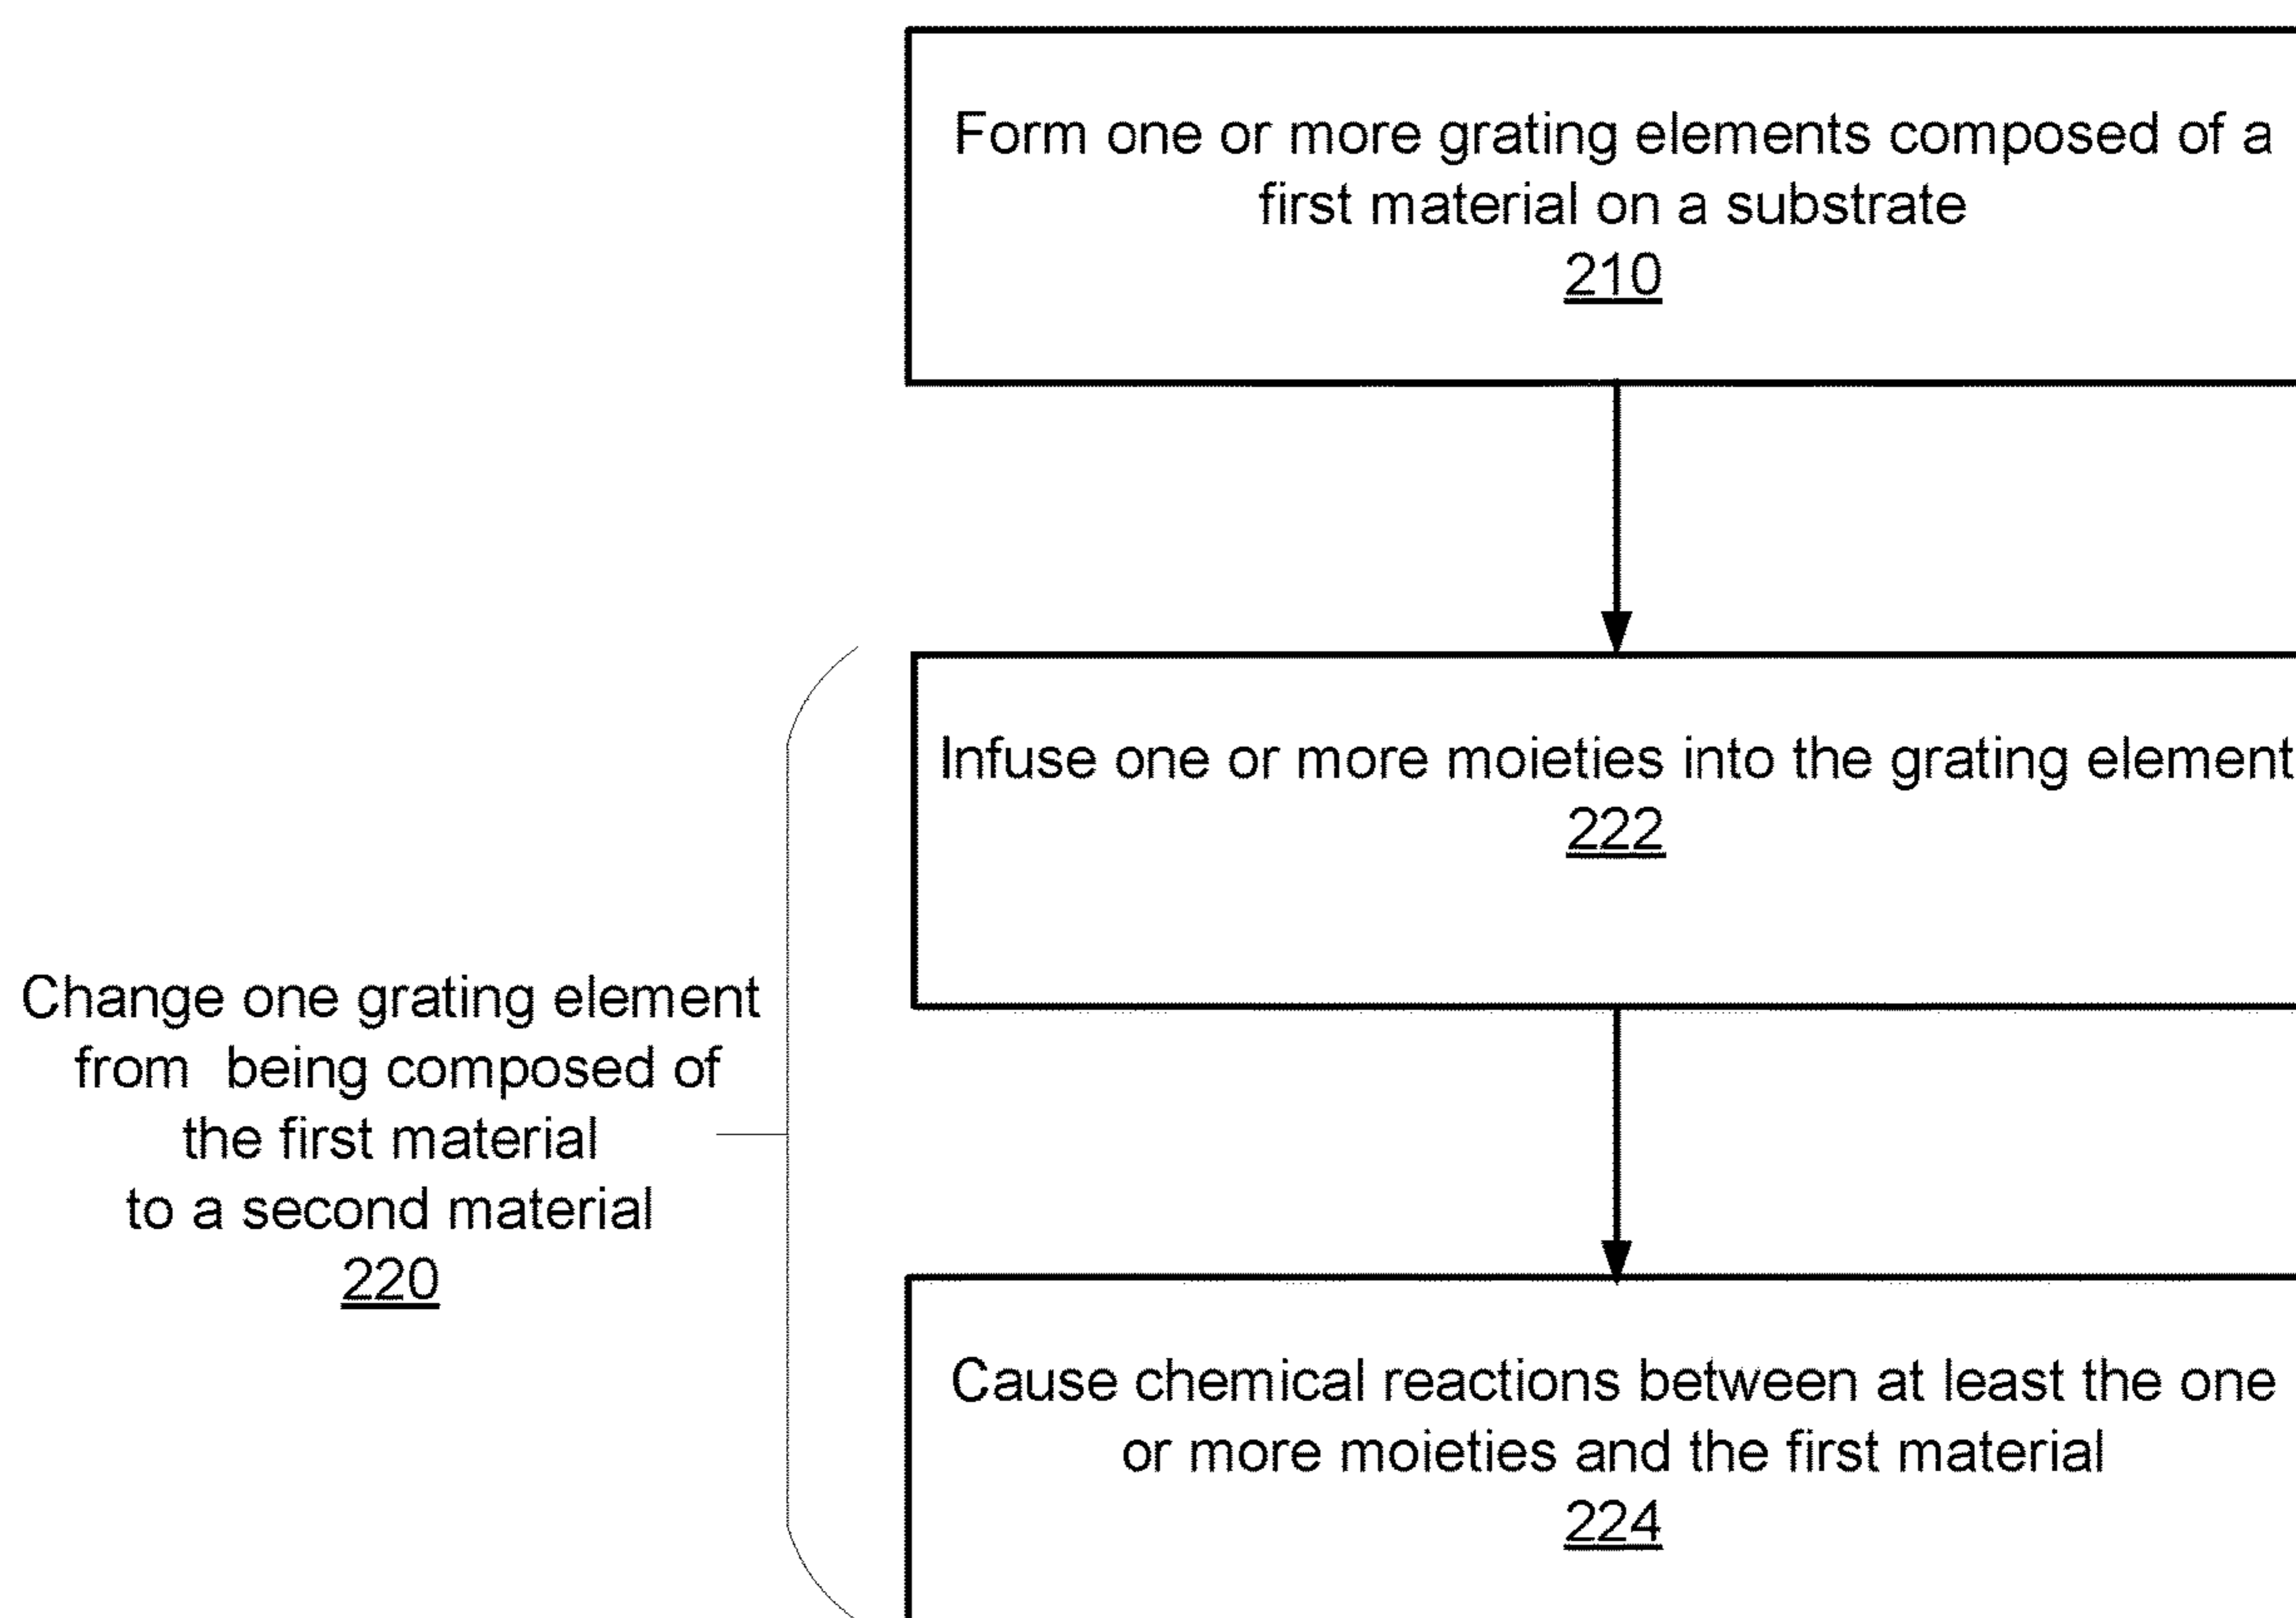 Form one or more grating elements composed of a
first material on a substrate
210
Infuse one or more moieties into the grating element
222
Change one grating element
from  being composed of
the first material
to a second material
220
Cause chemical reactions between at least the one
or more moieties and the first material
224